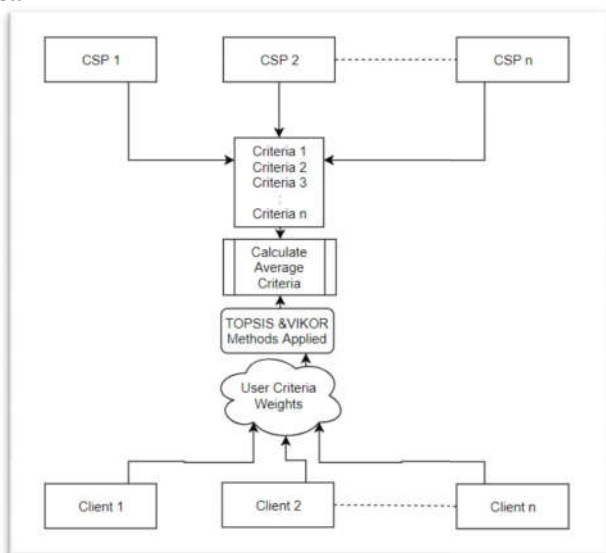 CSP 1
CSP 2
CSP n
Criteria 1
Criteria 2
Criteria 3
:
Criteria n
Calculate
Average
Criteria
TOPSIS &VIKOR
Methods Applied
User Criteria
Weights
Client 1
Client 2
Client n